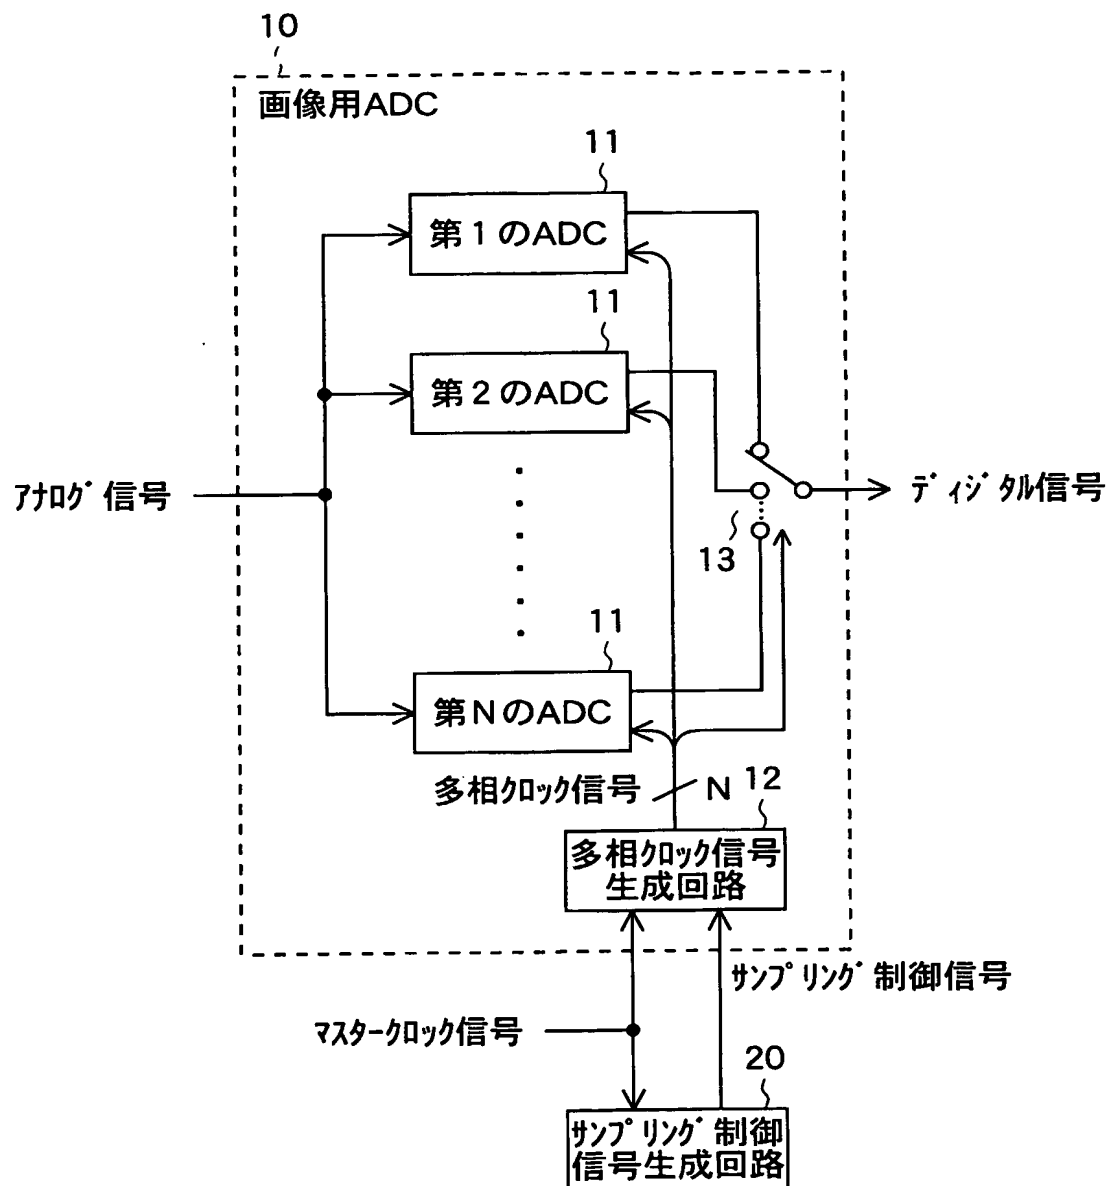 10
画像用ADC
11
第1のADC
11
第2のADC
アナログ信号
ディジタル信号
13
11
第NのADC
多相クロック信号
N
12
多相クロック信号
生成回路
サンプリング制御信号
マスタークロック信号
20
サンプリング制御
信号生成回路